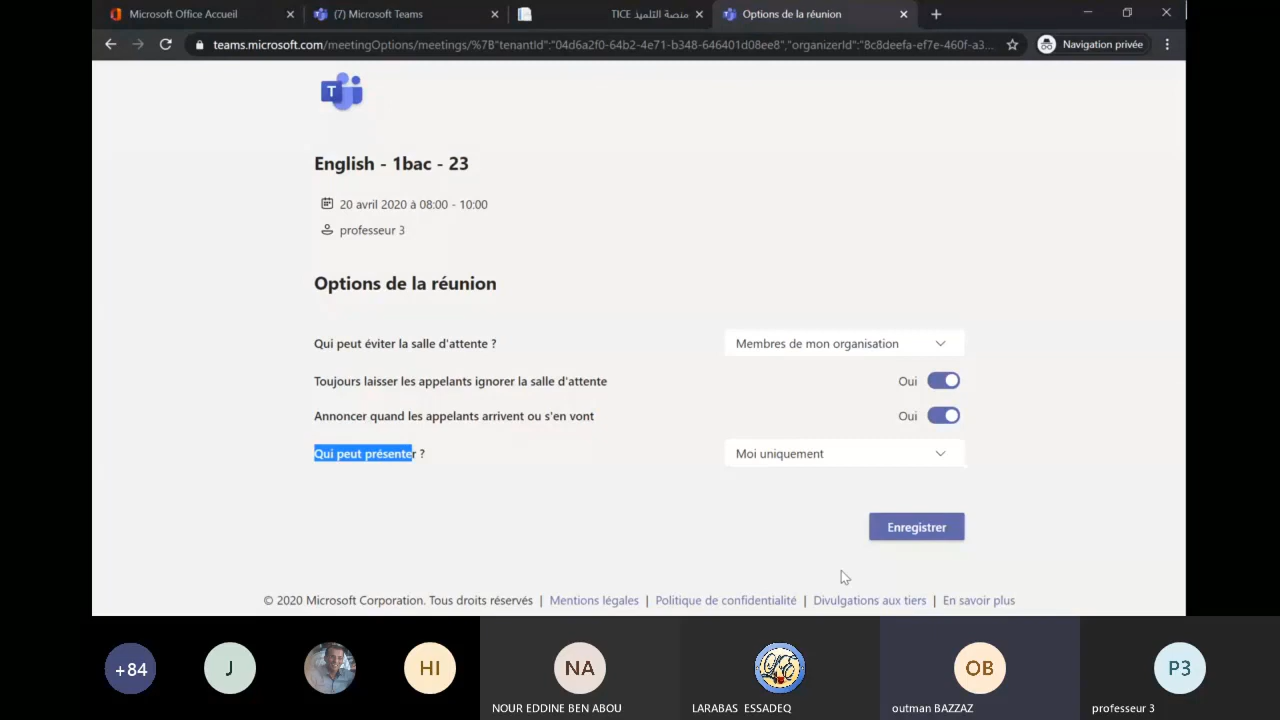 Microsoft Office Accueil
(7) Microsoft Teams
منصة التلميذ TICE
Options de la réunion
teams.microsoft.com/meetingOptions/meetings/%7B"tenantId":"04d6a2f0-64b2-4e71-b348-646401d08ee8","organizerId":"8c8deefa-ef7e-460f-a3...
Navigation privée
T
English - 1bac - 23
20 avril 2020 à 08:00 - 10:00
professeur 3
Options de la réunion
Qui peut éviter la salle d'attente ?
Membres de mon organisation
Toujours laisser les appelants ignorer la salle d'attente
Oui
Annoncer quand les appelants arrivent ou s'en vont
Oui
Qui peut présenter ?
Moi uniquement
Enregistrer
© 2020 Microsoft Corporation. Tous droits réservés | Mentions légales | Politique de confidentialité | Divulgations aux tiers | En savoir plus
+84
J
HI
NA
OB
P3
NOUR EDDINE BEN ABOU
LARABAS ESSADEQ
outman BAZZAZ
professeur 3